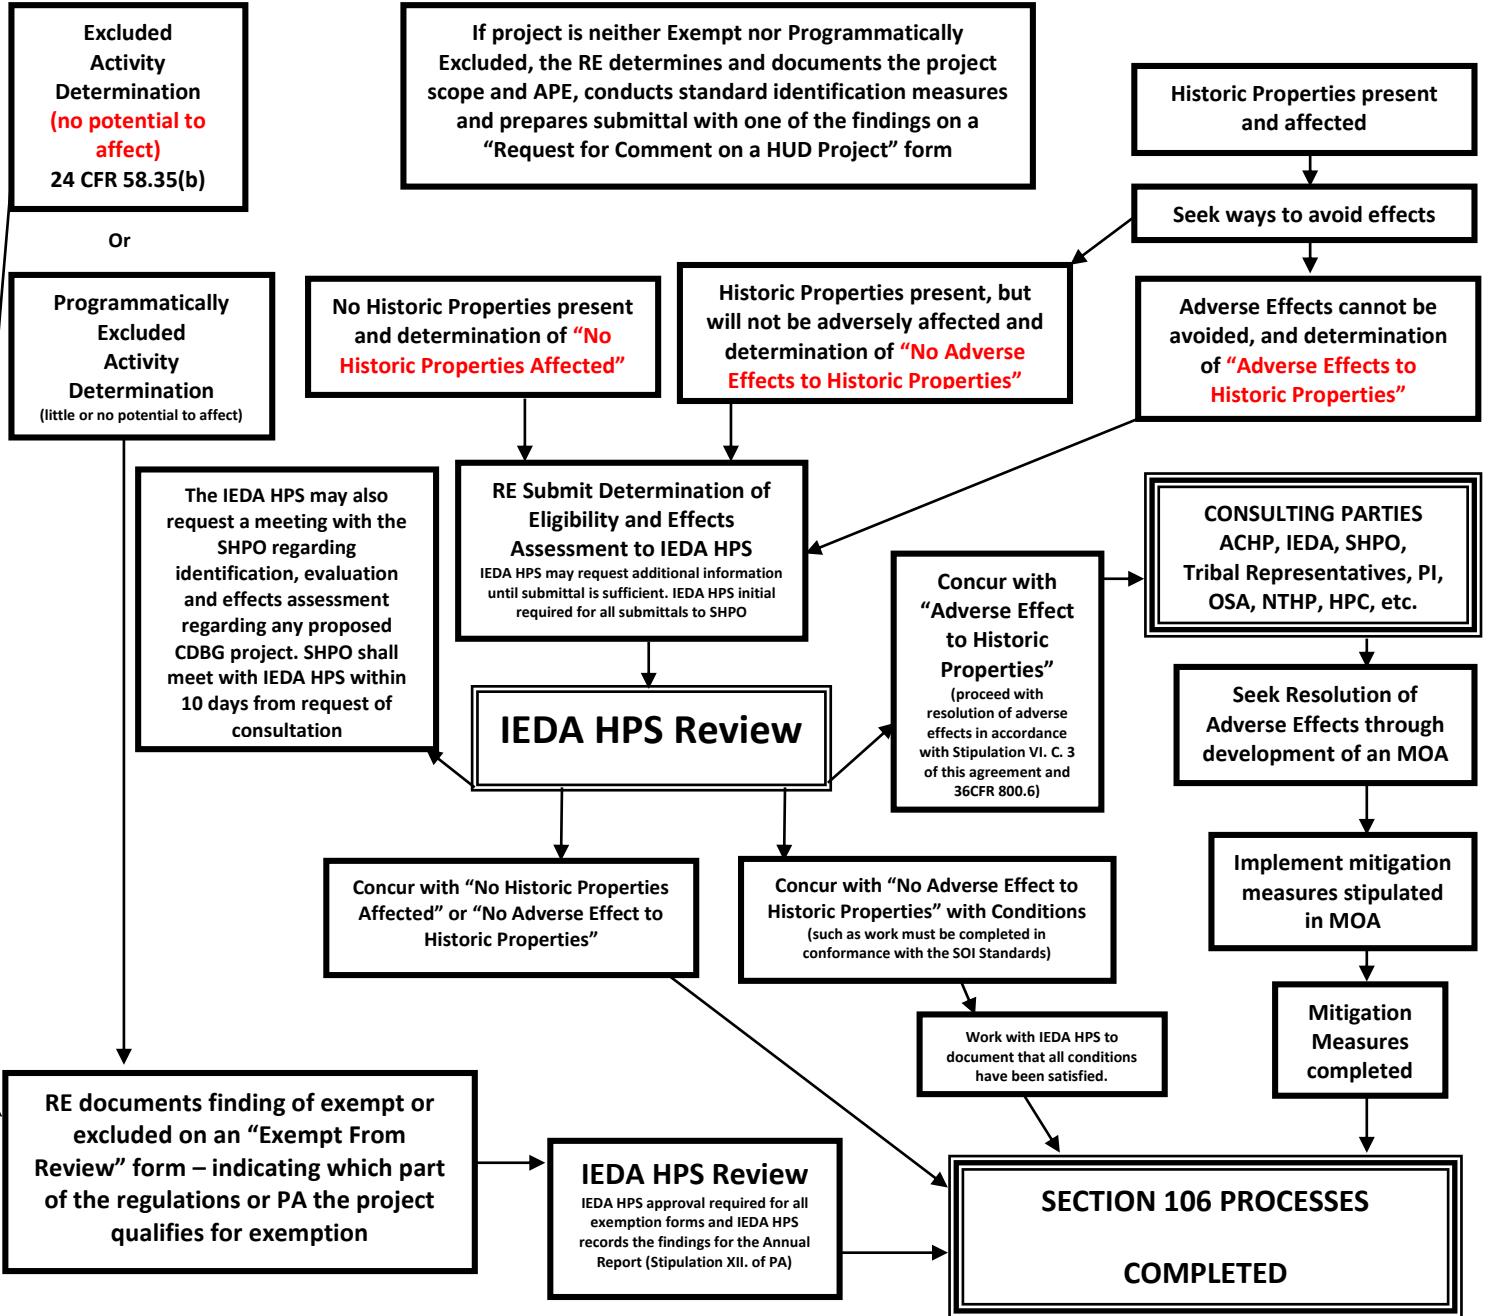 Excluded
Activity
Determination
(no potential to
affect)
24 CFR 58.35(b)
Or
Programmatically
Excluded
Activity
Determination
(little or no potential to affect)
If project is neither Exempt nor Programmatically
Excluded, the RE determines and documents the project
scope and APE, conducts standard identification measures
and prepares submittal with one of the findings on a
“Request for Comment on a HUD Project” form
Historic Properties present
and affected
Seek ways to avoid effects
No Historic Properties present
and determination of “No
Historic Properties Affected”
Historic Properties present, but
will not be adversely affected and
determination of “No Adverse
Effects to Historic Properties”
Adverse Effects cannot be
avoided, and determination
of “Adverse Effects to
Historic Properties”
The IEDA HPS may also
request a meeting with the
SHPO regarding
identification, evaluation
and effects assessment
regarding any proposed
CDBG project. SHPO shall
meet with IEDA HPS within
10 days from request of
consultation
RE Submit Determination of
Eligibility and Effects
Assessment to IEDA HPS
IEDA HPS may request additional information
until submittal is sufficient. IEDA HPS initial
required for all submittals to SHPO
IEDA HPS Review
Concur with
“Adverse Effect
to Historic
Properties”
(proceed with
resolution of adverse
effects in accordance
with Stipulation VI. C. 3
of this agreement and
36CFR 800.6)
CONSULTING PARTIES
ACHP, IEDA, SHPO,
Tribal Representatives, PI,
OSA, NTHP, HPC, etc.
Seek Resolution of
Adverse Effects through
development of an MOA
Implement mitigation
measures stipulated
in MOA
Mitigation
Measures
completed
Concur with “No Historic Properties
Affected” or “No Adverse Effect to
Historic Properties”
Concur with “No Adverse Effect to
Historic Properties” with Conditions
(such as work must be completed in
conformance with the SOI Standards)
Work with IEDA HPS to
document that all conditions
have been satisfied.
RE documents finding of exempt or
excluded on an “Exempt From
Review” form – indicating which part
of the regulations or PA the project
qualifies for exemption
IEDA HPS Review
IEDA HPS approval required for all
exemption forms and IEDA HPS
records the findings for the Annual
Report (Stipulation XII. of PA)
SECTION 106 PROCESSES
COMPLETED